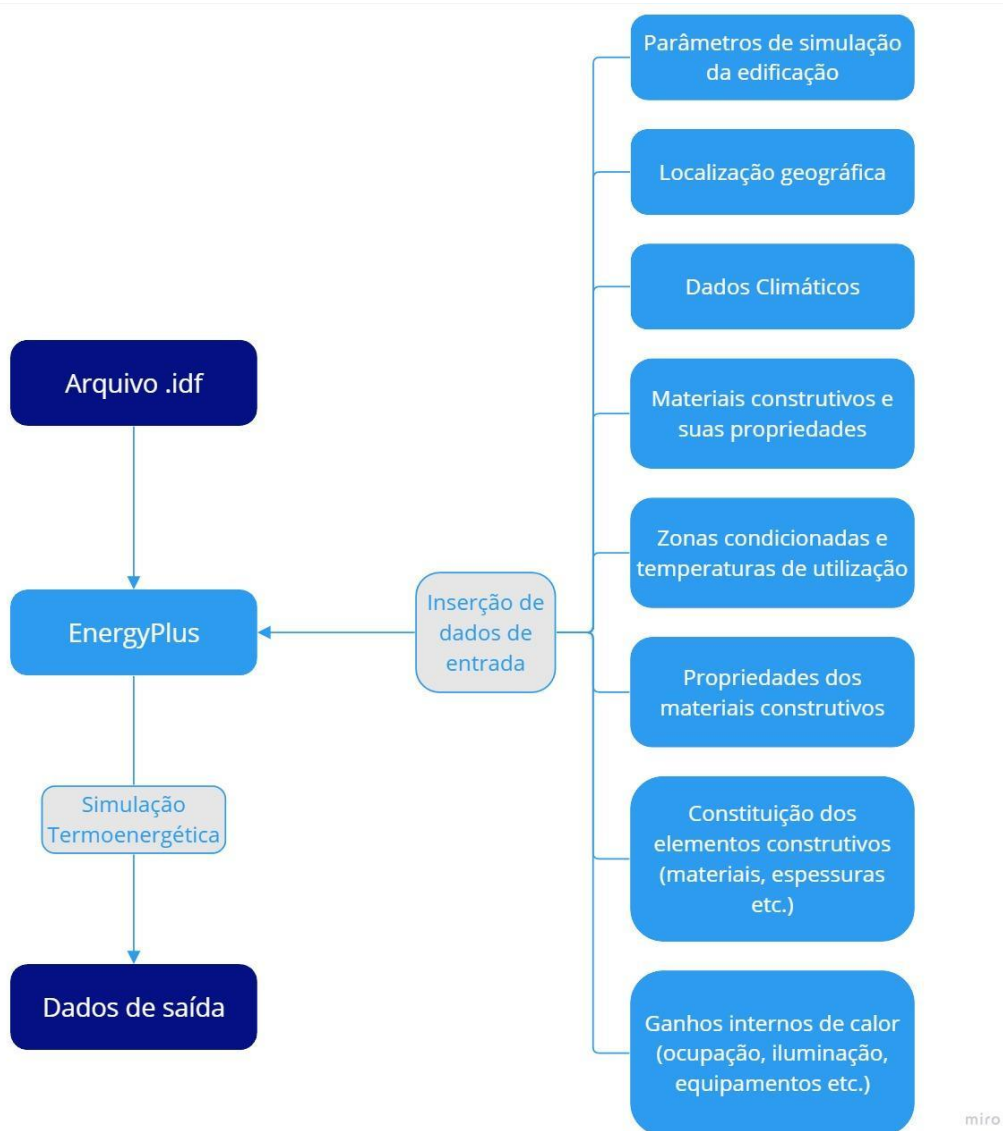 Parâmetros de simulação
da edificação
Localização geográfica
Dados Climáticos
Arquivo .idf
Materiais construtivos e
suas propriedades
Zonas condicionadas e
temperaturas de utilização
EnergyPlus
Inserção de
dados de
entrada
Propriedades dos
materiais construtivos
Simulação
Termoenergética
Constituição dos
elementos construtivos
(materiais, espessuras
etc.)
Dados de saída
Ganhos internos de calor
(ocupação, iluminação,
equipamentos etc.)
miro